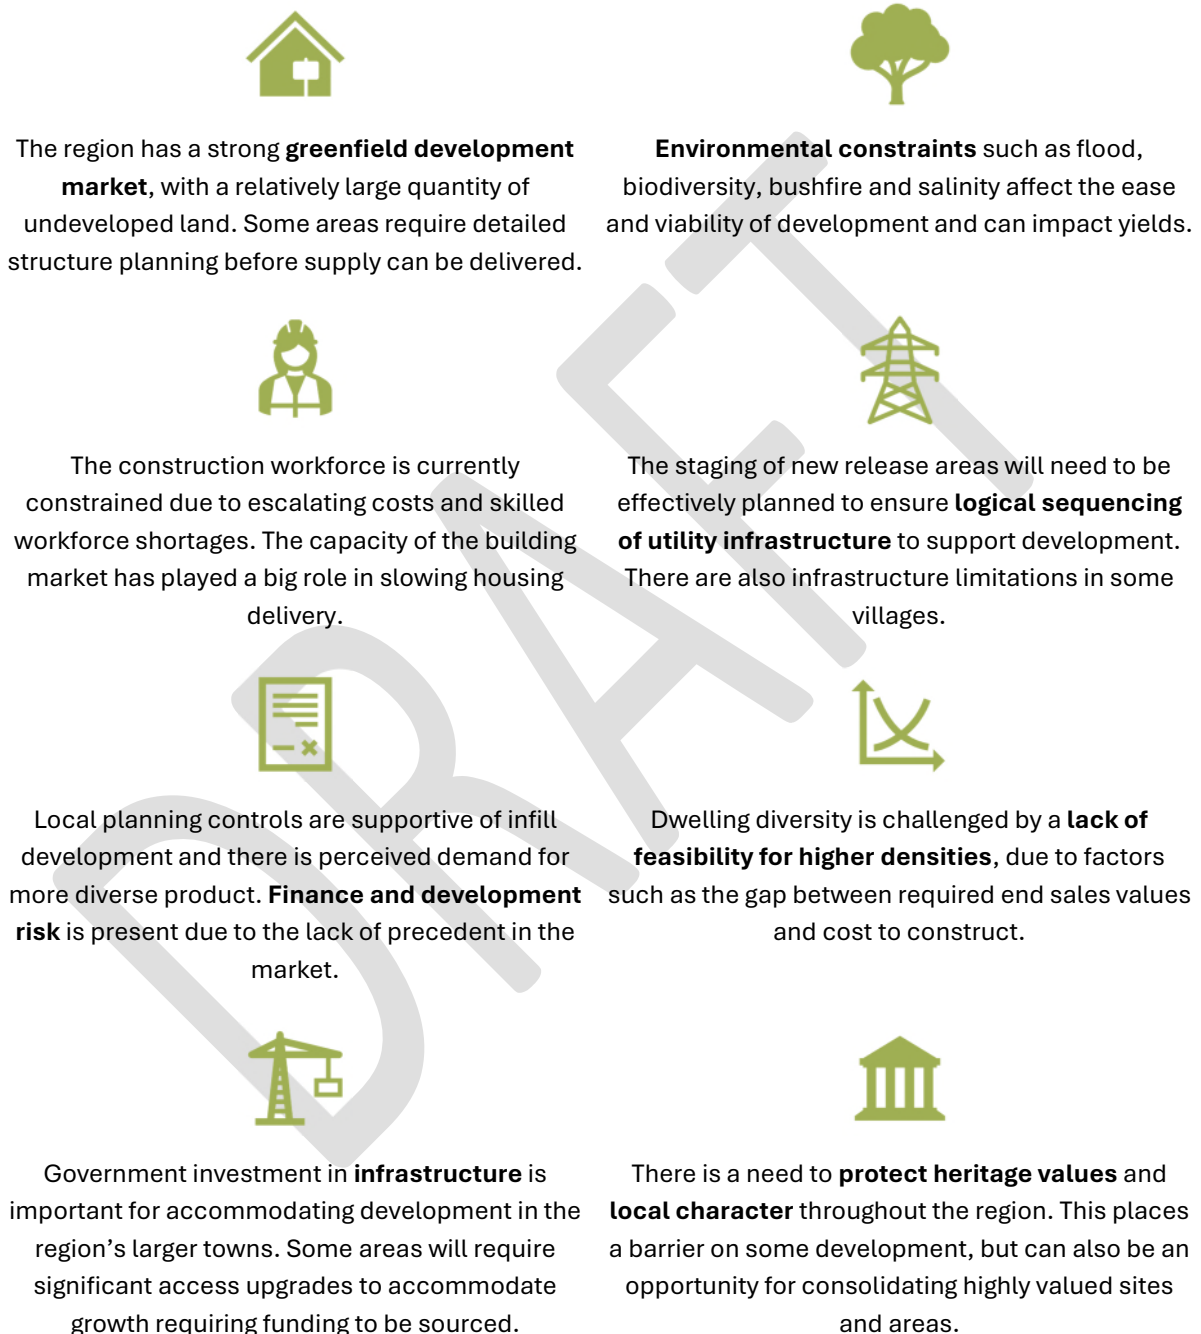 The region has a strong greenfield development
market, with a relatively large quantity of
undeveloped land. Some areas require detailed
structure planning before supply can be delivered.
Environmental constraints such as flood,
biodiversity, bushfire and salinity affect the ease
and viability of development and can impact yields.
The construction workforce is currently
constrained due to escalating costs and skilled
workforce shortages. The capacity of the building
market has played a big role in slowing housing
delivery.
The staging of new release areas will need to be
effectively planned to ensure logical sequencing
of utility infrastructure to support development.
There are also infrastructure limitations in some
villages.
Local planning controls are supportive of infill
development and there is perceived demand for
more diverse product. Finance and development
risk is present due to the lack of precedent in the
market.
Dwelling diversity is challenged by a lack of
feasibility for higher densities, due to factors
such as the gap between required end sales values
and cost to construct.
Government investment in infrastructure is
important for accommodating development in the
region's larger towns. Some areas will require
significant access upgrades to accommodate
growth requiring funding to be sourced.
There is a need to protect heritage values and
local character throughout the region. This places
a barrier on some development, but can also be an
opportunity for consolidating highly valued sites
and areas.
DRAFT